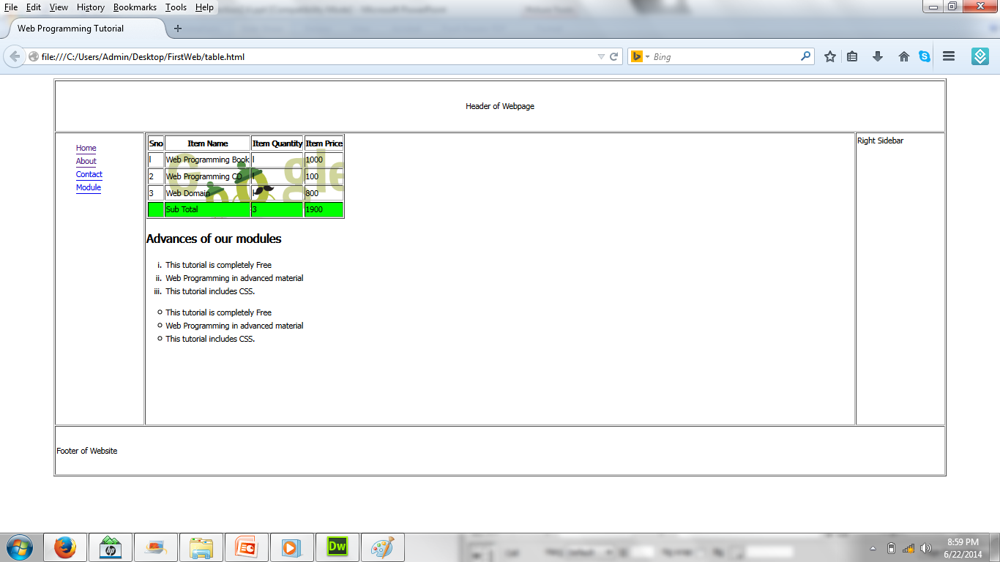 File Edit View History Bookmarks Tools Help
Web Programming Tutorial
file:///C:/Users/Admin/Desktop/FirstWeb/table.html
Bing
Header of Webpage
Home
About
Contact
Module
Sno Item Name Item Quantity Item Price
1 Web Programming Book 1 1000
2 Web Programming CD 1 100
3 Web Domain 1 800
Sub Total 3 1900
Advances of our modules
i. This tutorial is completely Free
ii. Web Programming in advanced material
iii. This tutorial includes CSS.
This tutorial is completely Free
Web Programming in advanced material
This tutorial includes CSS.
Right Sidebar
Footer of Website
hp
Dw
8:59 PM
6/22/2014